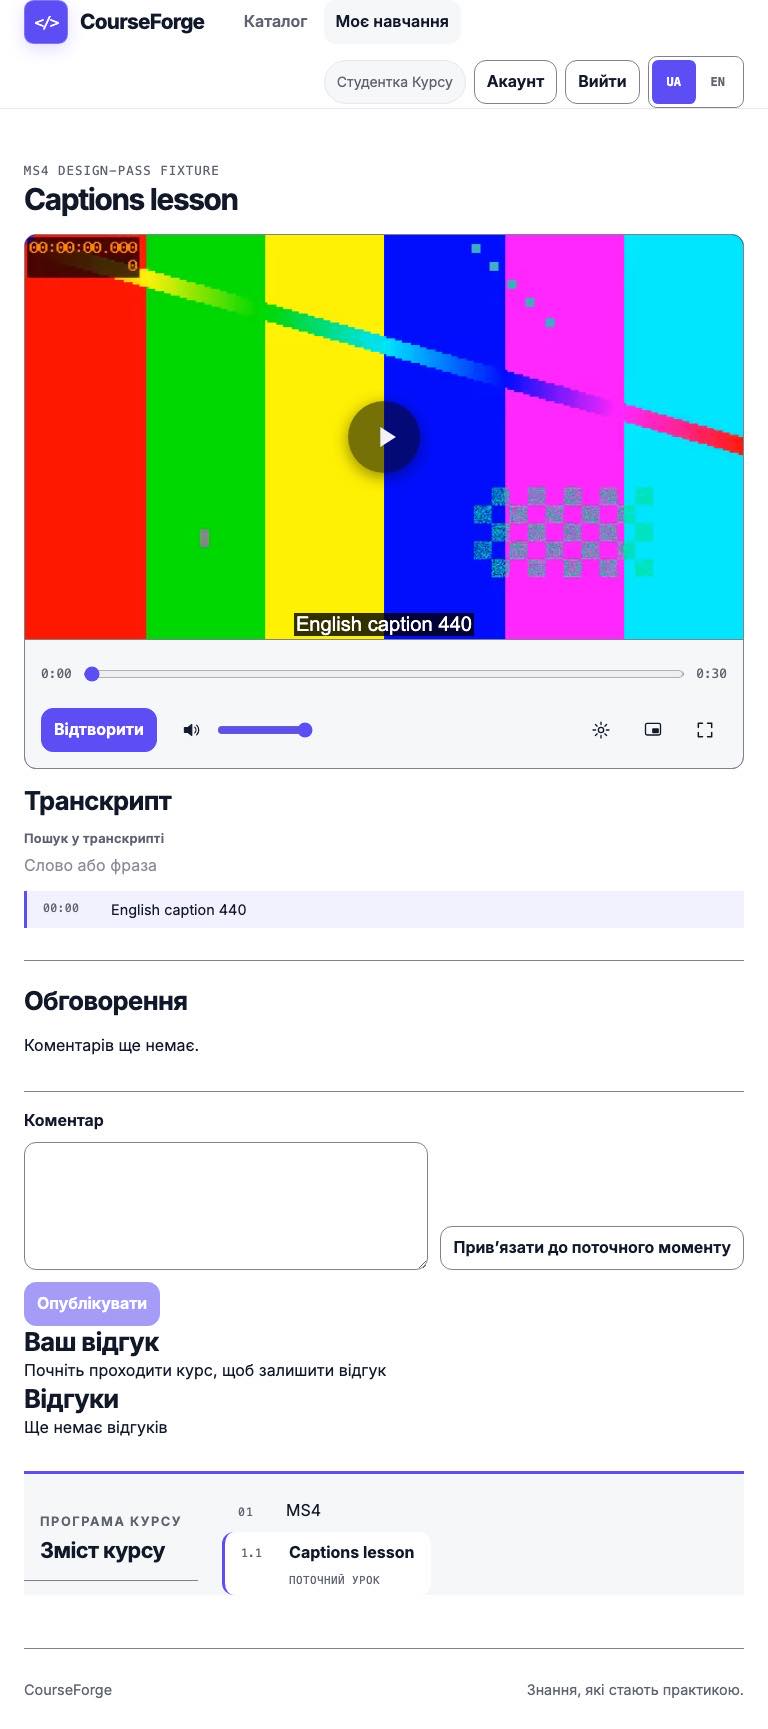 </> CourseForge Каталог Моє навчання
Студентка Курсу Акаунт Вийти UA EN
MS4 DESIGN-PASS FIXTURE
Captions lesson
00:00:00.000
0
English caption 440
0:00 0:30
Відтворити
Транскрипт
Пошук у транскрипті
Слово або фраза
00:00 English caption 440
Обговорення
Коментарів ще немає.
Коментар
Прив’язати до поточного моменту
Опублікувати
Ваш відгук
Почніть проходити курс, щоб залишити відгук
Відгуки
Ще немає відгуків
ПРОГРАМА КУРСУ
Зміст курсу
01 MS4
1.1 Captions lesson
ПОТОЧНИЙ УРОК
CourseForge Знання, які стають практикою.